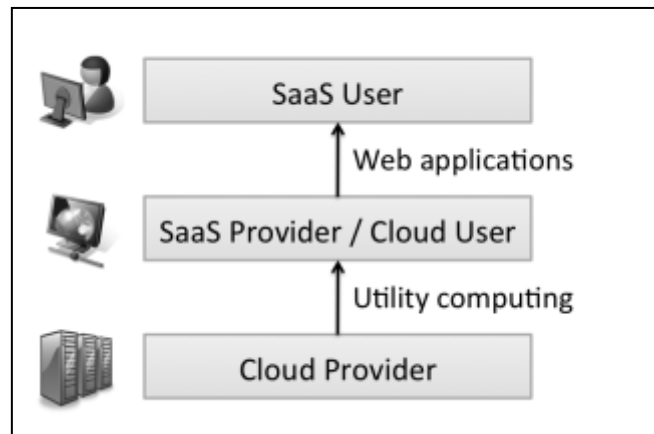 SaaS User
Web applications
SaaS Provider / Cloud User
Utility computing
Cloud Provider